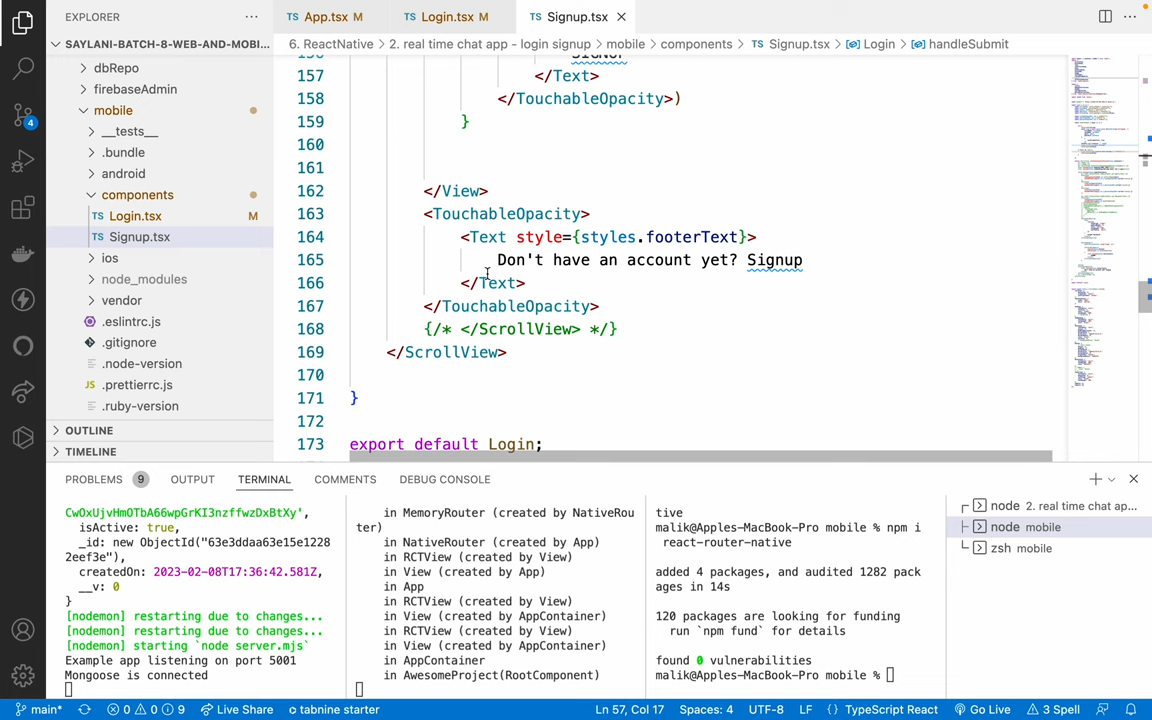 EXPLORER
App.tsx M
Login.tsx M
Signup.tsx
SAYLANI-BATCH-8-WEB-AND-MOBI...
6. ReactNative > 2. real time chat app - login signup > mobile > components > TS Signup.tsx > Login > handleSubmit
dbRepo
firebaseAdmin
mobile
__tests__
.bundle
android
components
TS Login.tsx M
TS Signup.tsx
ios
node_modules
vendor
.eslintrc.js
.gitignore
.node-version
JS .prettierrc.js
.ruby-version
OUTLINE
TIMELINE
157 </Text>
158 </TouchableOpacity>)
159 }
160
161
162 </View>
163 <TouchableOpacity>
164 <Text style={styles.footerText}>
165 Don't have an account yet? Signup
166 </Text>
167 </TouchableOpacity>
168 {/* </ScrollView> */}
169 </ScrollView>
170
171 }
172
173 export default Login;
PROBLEMS 9 OUTPUT TERMINAL COMMENTS DEBUG CONSOLE
CwOxUjvHmOTbA66wpGrKI3nzffwzDxBtXy',
isActive: true,
_id: new ObjectId("63e3ddaa63e15e1228
2eef3e"),
createdOn: 2023-02-08T17:36:42.581Z,
__v: 0
}
[nodemon] restarting due to changes...
[nodemon] restarting due to changes...
[nodemon] starting `node server.mjs`
Example app listening on port 5001
Mongoose is connected
in MemoryRouter (created by NativeRou
ter)
in NativeRouter (created by App)
in RCTView (created by View)
in View (created by App)
in App
in RCTView (created by View)
in View (created by AppContainer)
in RCTView (created by View)
in View (created by AppContainer)
in AppContainer
in AwesomeProject(RootComponent)
tive
malik@Apples-MacBook-Pro mobile % npm i
react-router-native
added 4 packages, and audited 1282 pack
ages in 14s
120 packages are looking for funding
run `npm fund` for details
found 0 vulnerabilities
malik@Apples-MacBook-Pro mobile %
node 2. real time chat ap...
node mobile
zsh mobile
4
main* 0 0 9 Live Share tabnine starter Ln 57, Col 17 Spaces: 4 UTF-8 LF {} TypeScript React Go Live 3 Spell